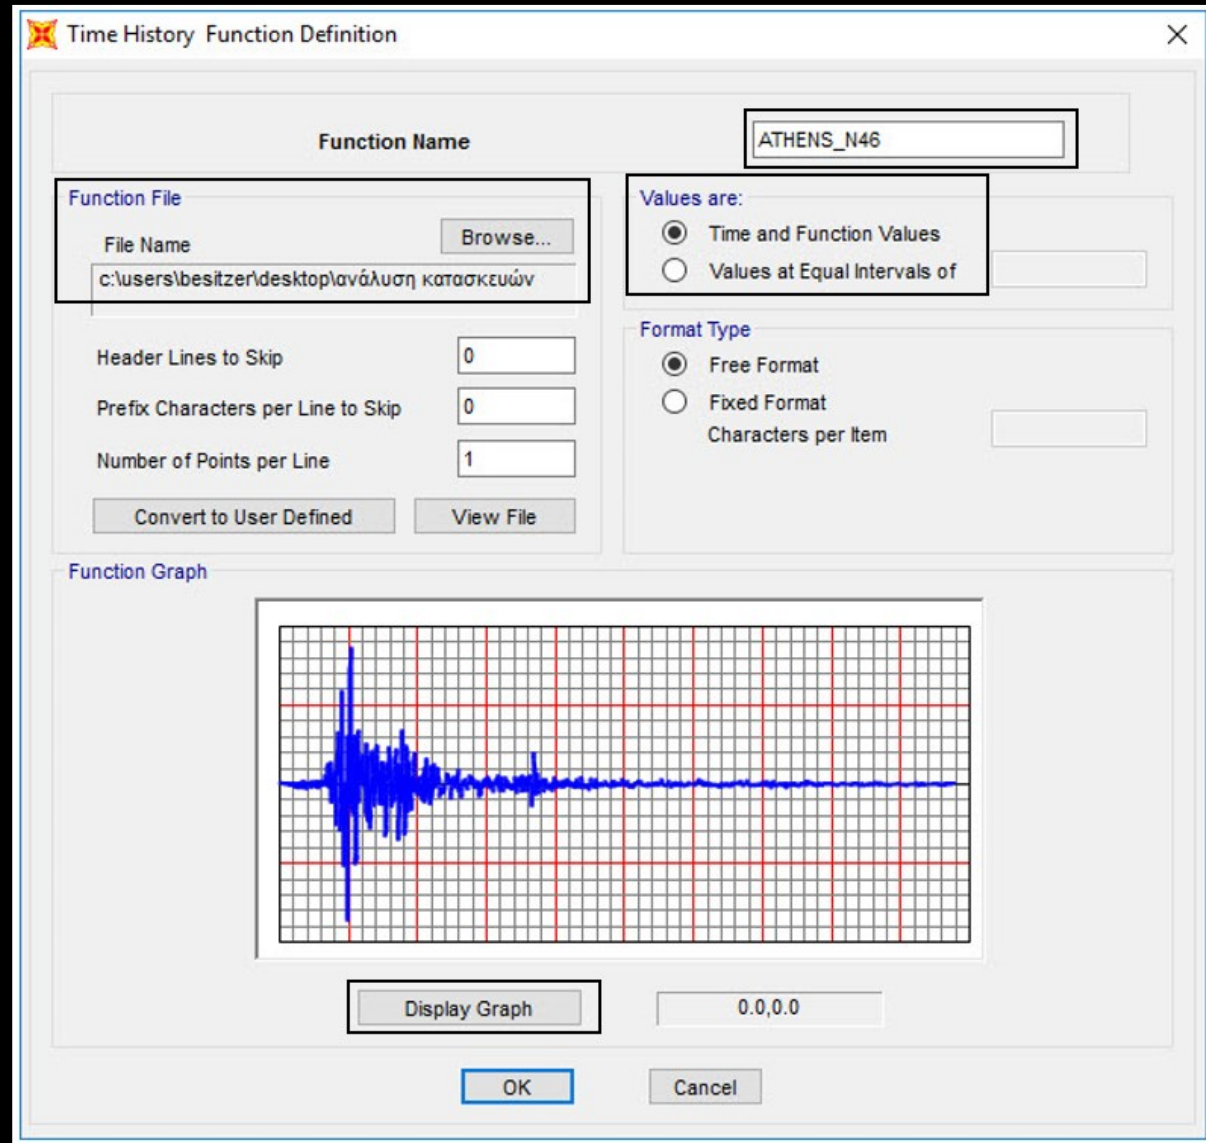 Time History Function Definition
Function Name
ATHENS_N46
Function File
File Name
Browse...
c:\users\besitzer\desktop\ανάλυση κατασκευών
Header Lines to Skip
0
Prefix Characters per Line to Skip
0
Number of Points per Line
1
Convert to User Defined
View File
Values are:
Time and Function Values
Values at Equal Intervals of
Format Type
Free Format
Fixed Format
Characters per Item
Function Graph
Display Graph
0.0,0.0
OK
Cancel